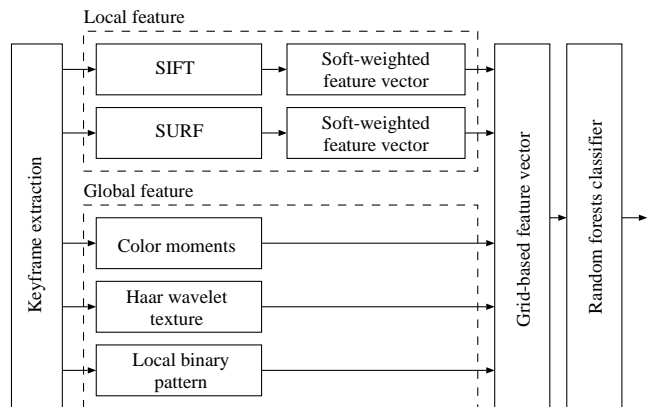 Keyframe extraction
Local feature
SIFT
Soft-weighted
feature vector
SURF
Soft-weighted
feature vector
Global feature
Color moments
Haar wavelet
texture
Local binary
pattern
Grid-based feature vector
Random forests classifier